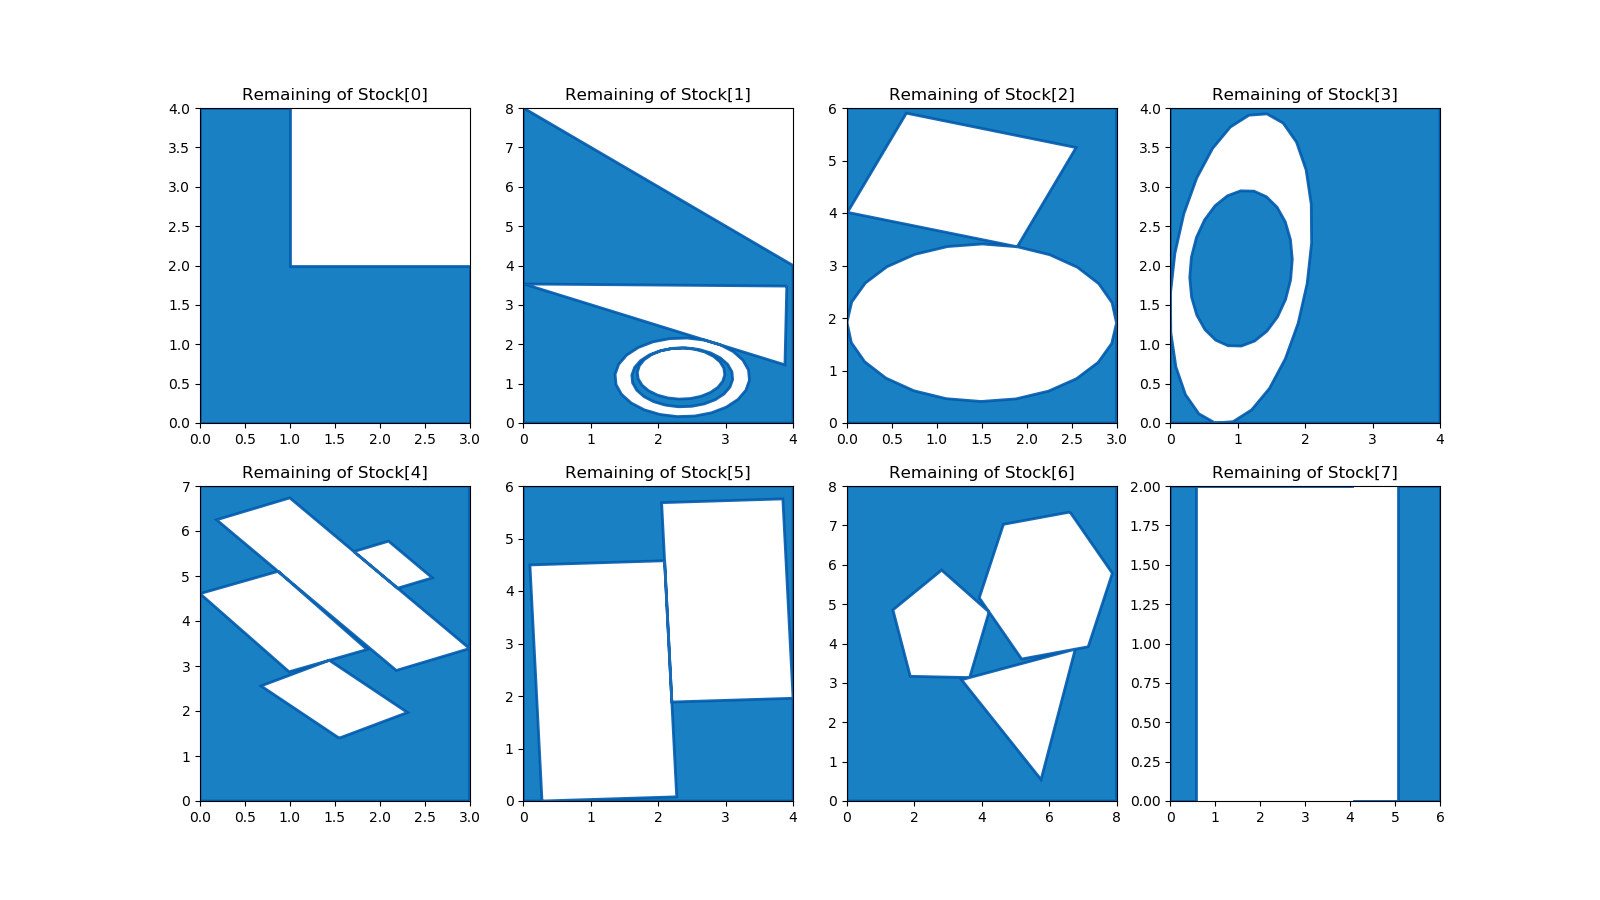 Remaining of Stock[0] Remaining of Stock[1] Remaining of Stock[2] Remaining of Stock[3]
4.0 8 6 4.0
3.5 7 3.5
5
3.0 6 3.0
2.5 5 4 2.5
2.0 4 3 2.0
1.5 3 1.5
2
1.0 2 1.0
0.5 1 1 0.5
0.0 0 0 0.0
0.0 0.5 1.0 1.5 2.0 2.5 3.0 0 1 2 3 4 0.0 0.5 1.0 1.5 2.0 2.5 3.0 0 1 2 3 4
Remaining of Stock[4] Remaining of Stock[5] Remaining of Stock[6] Remaining of Stock[7]
7 6 8 2.00
6 5 7 1.75
5 6 1.50
4 4 5 1.25
3 3 4 1.00
2 2 3 0.75
2 0.50
1 1 1 0.25
0 0 0 0.00
0.0 0.5 1.0 1.5 2.0 2.5 3.0 0 1 2 3 4 0 2 4 6 8 0 1 2 3 4 5 6